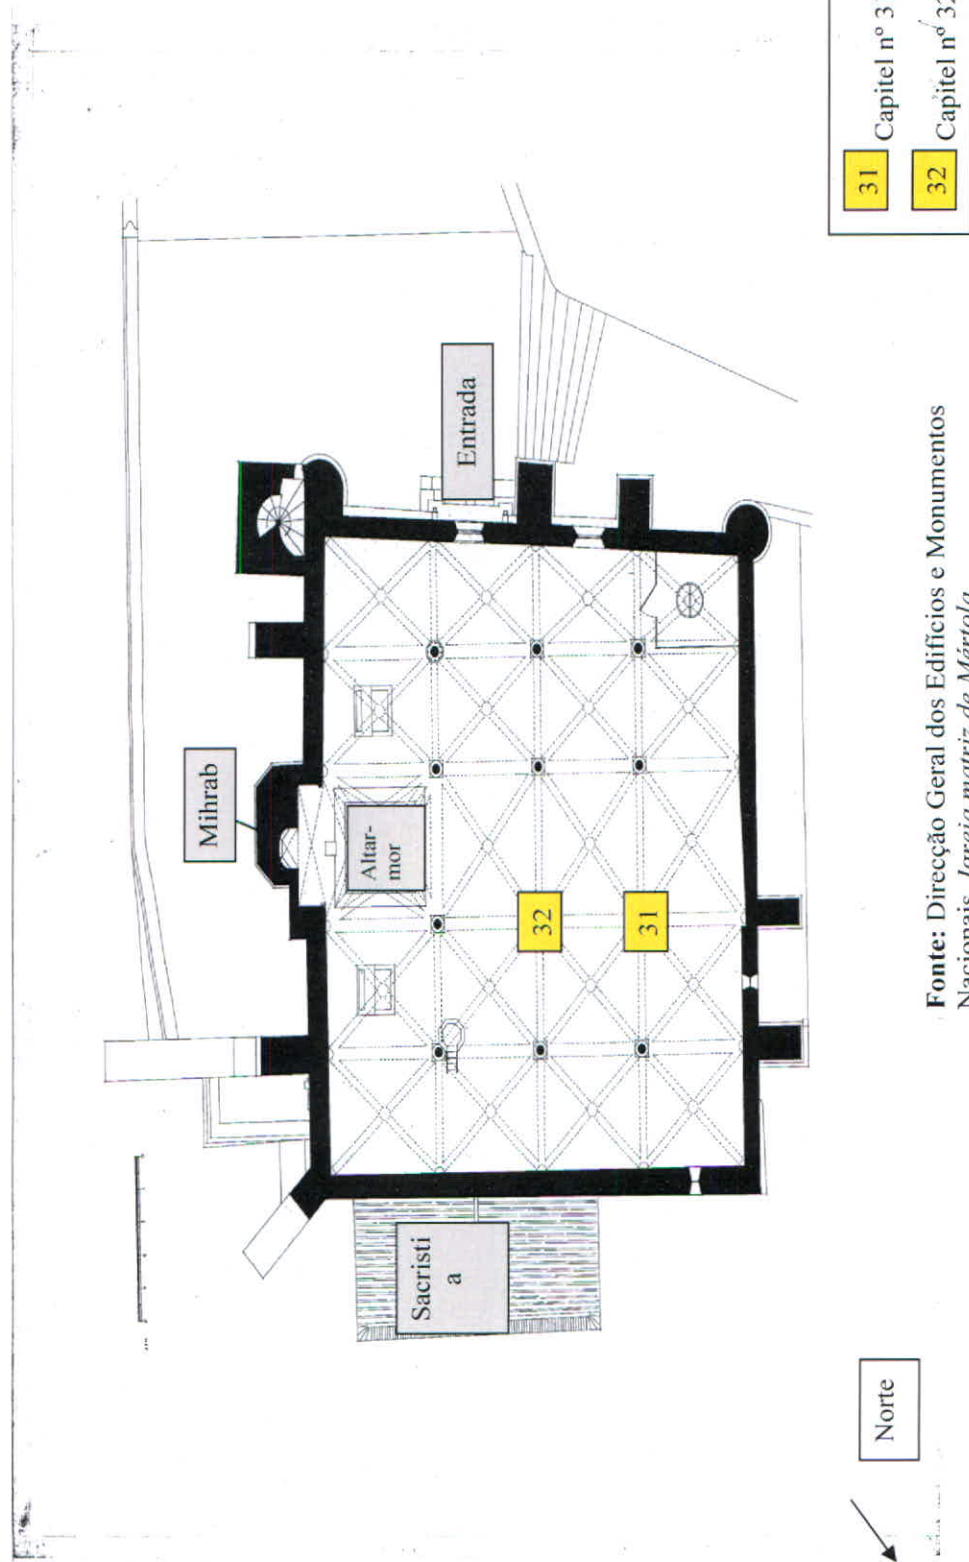 Mihrab
Altar-
mor
Entrada
32
31
Sacristi
a
Norte
31 Capitel nº 3
32 Capitel nº 32
Fonte: Direcção Geral dos Edifícios e Monumentos
Nacionais. Igreja matriz de Mértola